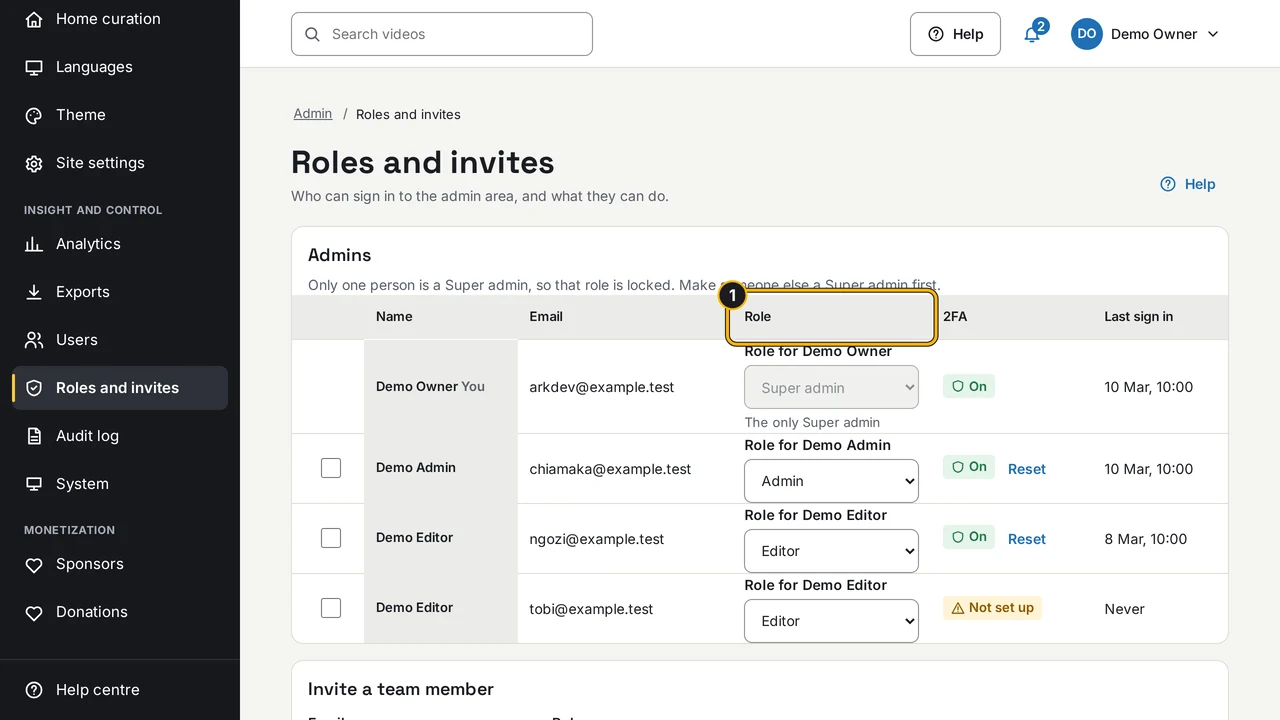 Home curation
Languages
Theme
Site settings
INSIGHT AND CONTROL
Analytics
Exports
Users
Roles and invites
Audit log
System
MONETIZATION
Sponsors
Donations
Help centre
Search videos
Help
2
DO Demo Owner
Admin / Roles and invites
Roles and invites
Who can sign in to the admin area, and what they can do.
Help
Admins
Only one person is a Super admin, so that role is locked. Make someone else a Super admin first.
1
Name Email Role 2FA Last sign in
Role for Demo Owner
Demo Owner You arkdev@example.test Super admin On 10 Mar, 10:00
The only Super admin
Role for Demo Admin
Demo Admin chiamaka@example.test Admin On Reset 10 Mar, 10:00
Role for Demo Editor
Demo Editor ngozi@example.test Editor On Reset 8 Mar, 10:00
Role for Demo Editor
Demo Editor tobi@example.test Editor Not set up Never
Invite a team member